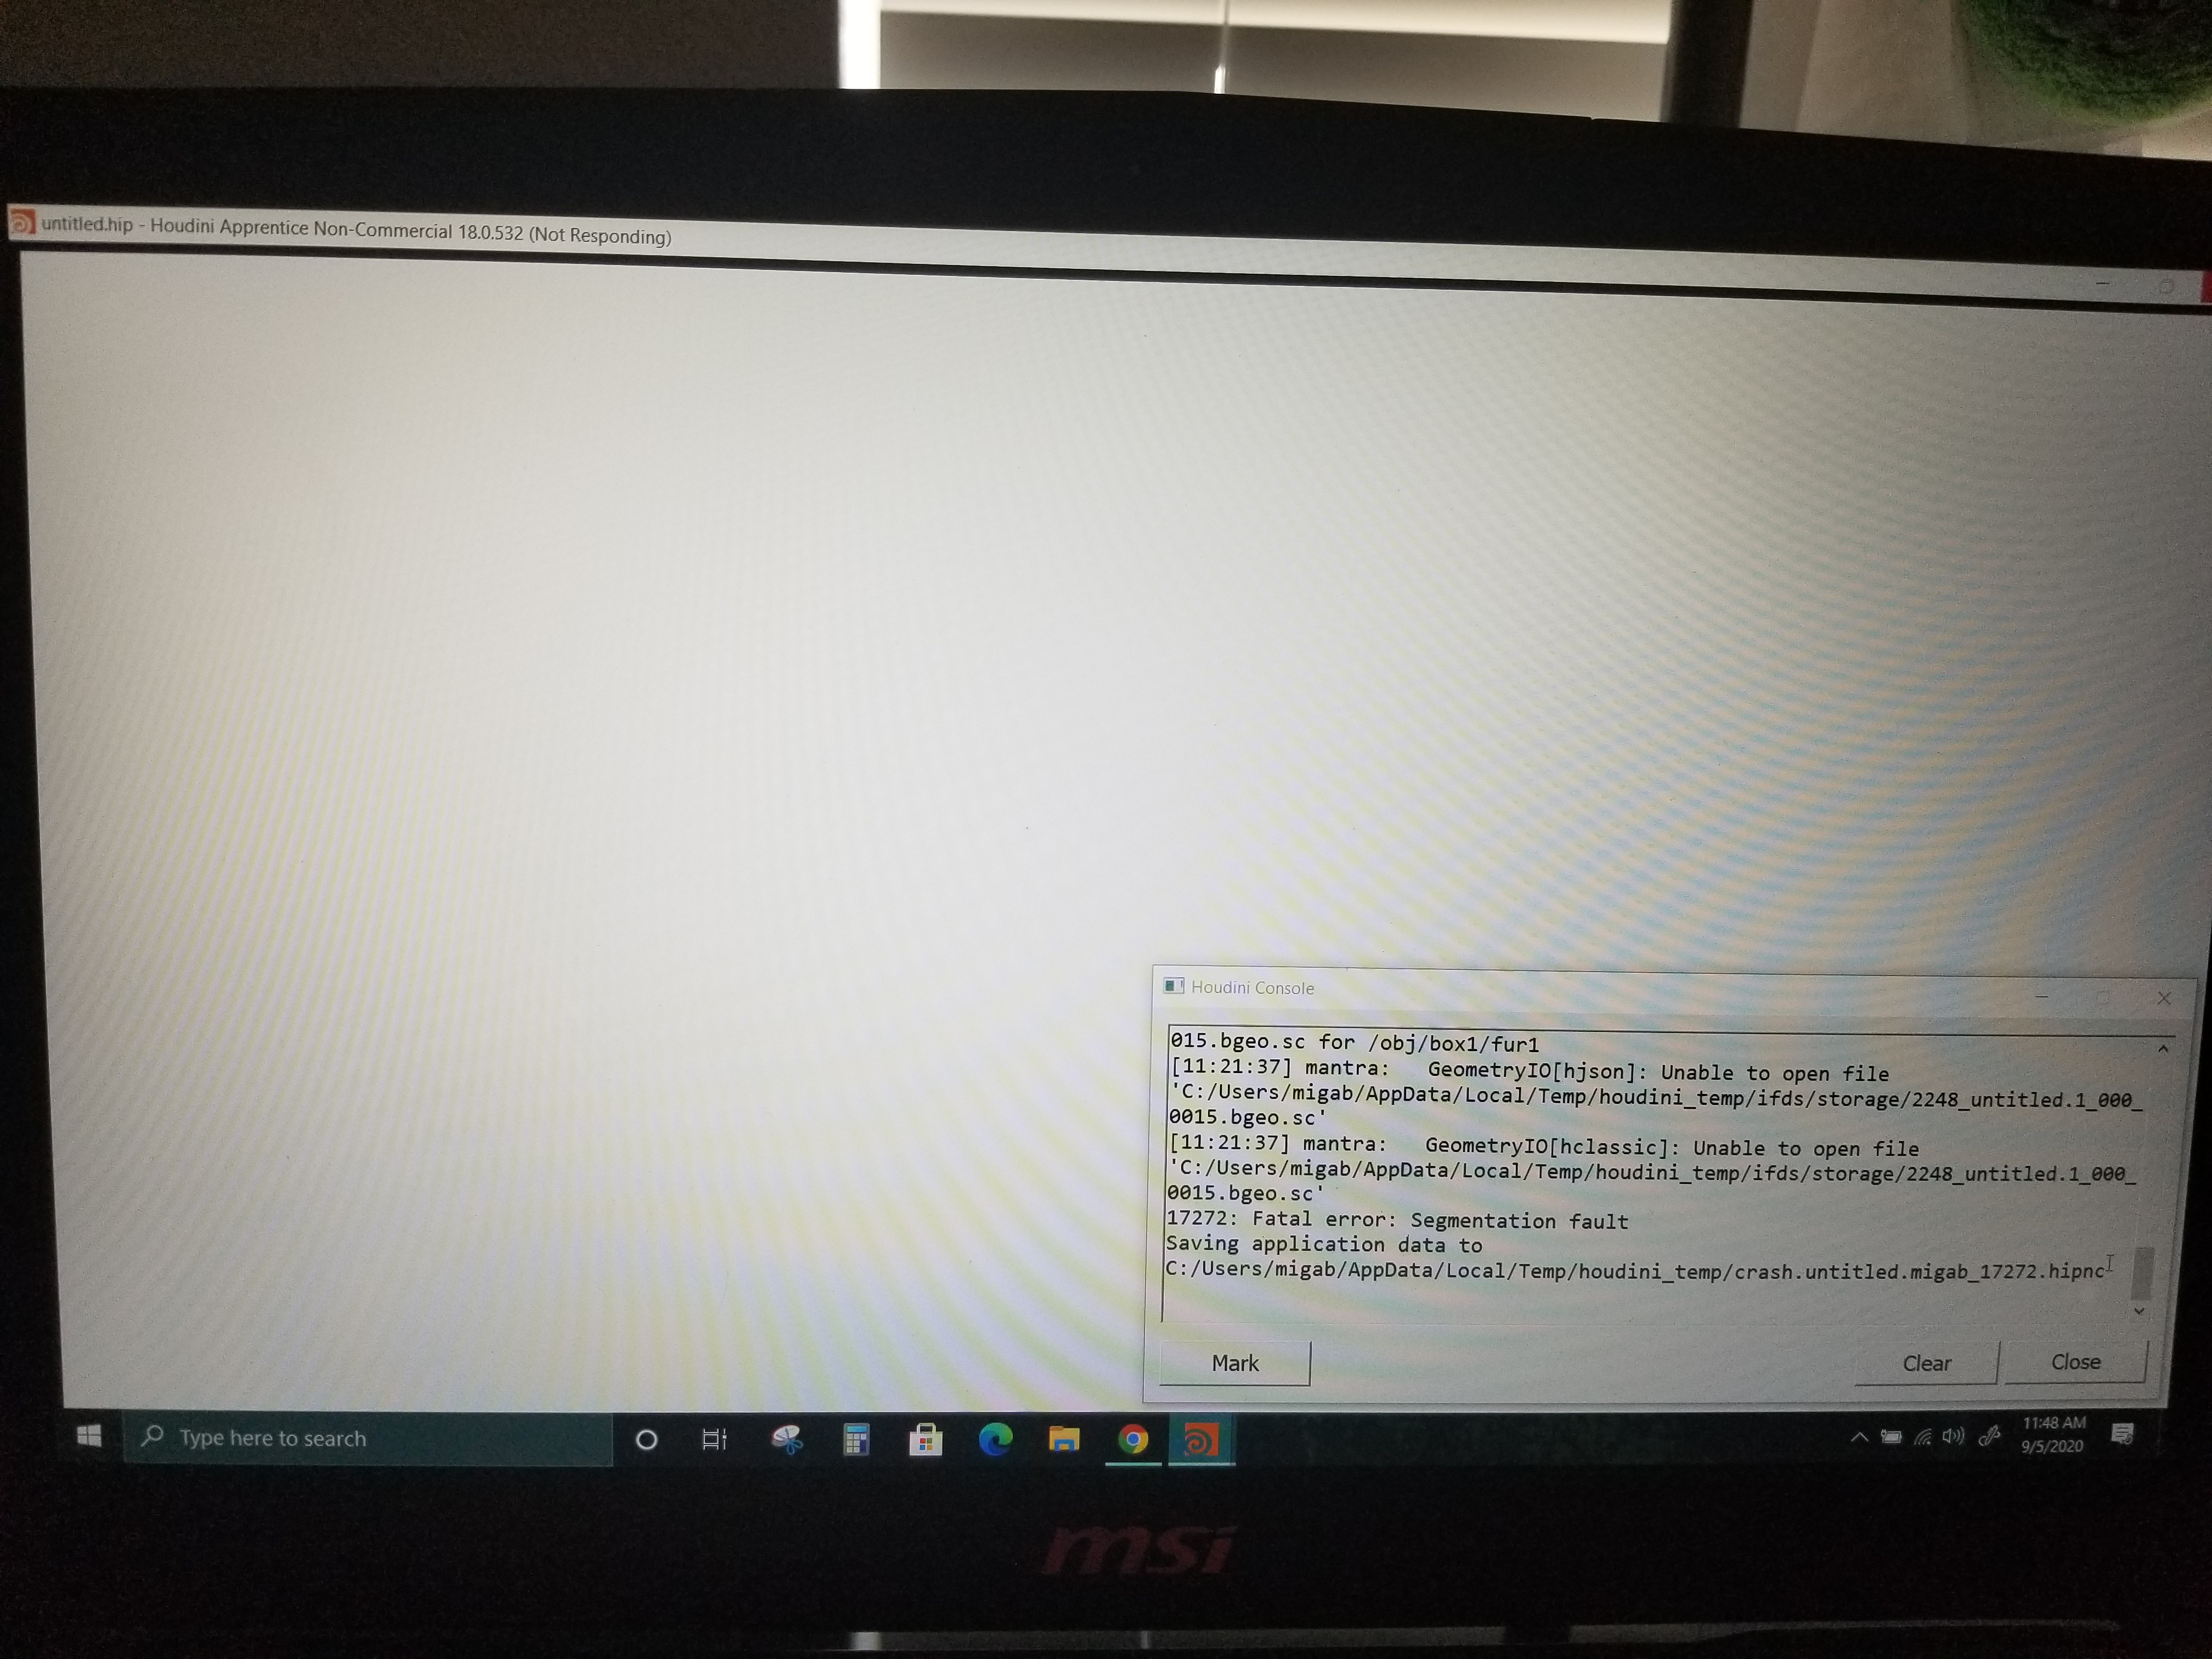 untitled.hip - Houdini Apprentice Non-Commercial 18.0.532 (Not Responding)
Houdini Console
015.bgeo.sc for /obj/box1/fur1
[11:21:37] mantra:   GeometryIO[hjson]: Unable to open file
'C:/Users/migab/AppData/Local/Temp/houdini_temp/ifds/storage/2248_untitled.1_000_
0015.bgeo.sc'
[11:21:37] mantra:   GeometryIO[hclassic]: Unable to open file
'C:/Users/migab/AppData/Local/Temp/houdini_temp/ifds/storage/2248_untitled.1_000_
0015.bgeo.sc'
17272: Fatal error: Segmentation fault
Saving application data to
C:/Users/migab/AppData/Local/Temp/houdini_temp/crash.untitled.migab_17272.hipnc
Mark Clear Close
Type here to search
11:48 AM
9/5/2020
msi